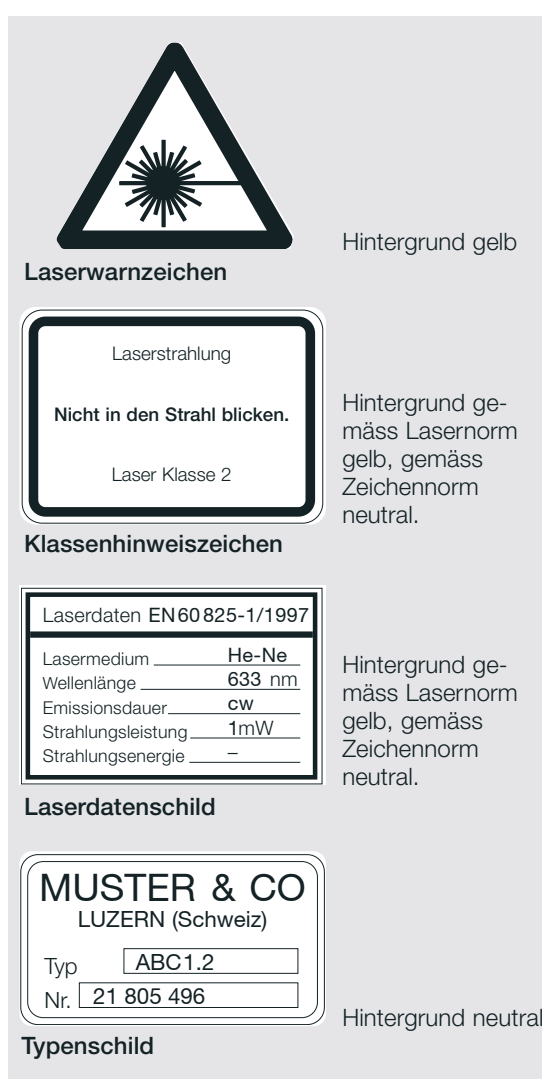 Hintergrund gelb
Laserwarnzeichen
Laserstrahlung
Nicht in den Strahl blicken.
Laser Klasse 2
Hintergrund ge-
mäss Lasernorm
gelb, gemäss
Zeichennorm
neutral.
Klassenhinweiszeichen
Laserdaten EN 60 825-1/1997
Lasermedium He-Ne
Wellenlänge 633 nm
Emissionsdauer cw
Strahlungsleistung 1mW
Strahlungsenergie –
Hintergrund ge-
mäss Lasernorm
gelb, gemäss
Zeichennorm
neutral.
Laserdatenschild
MUSTER & CO
LUZERN (Schweiz)
Typ ABC1.2
Nr. 21 805 496
Hintergrund neutral
Typenschild